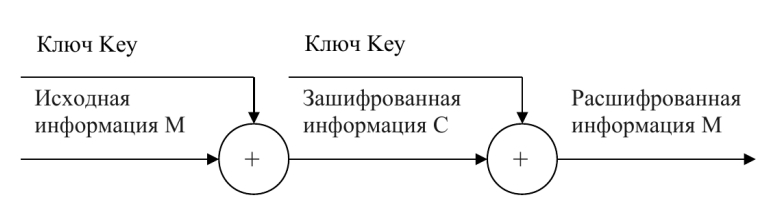 Ключ Key
Ключ Key
Исходная
информация М
Зашифрованная
информация С
Расшифрованная
информация М
+
+